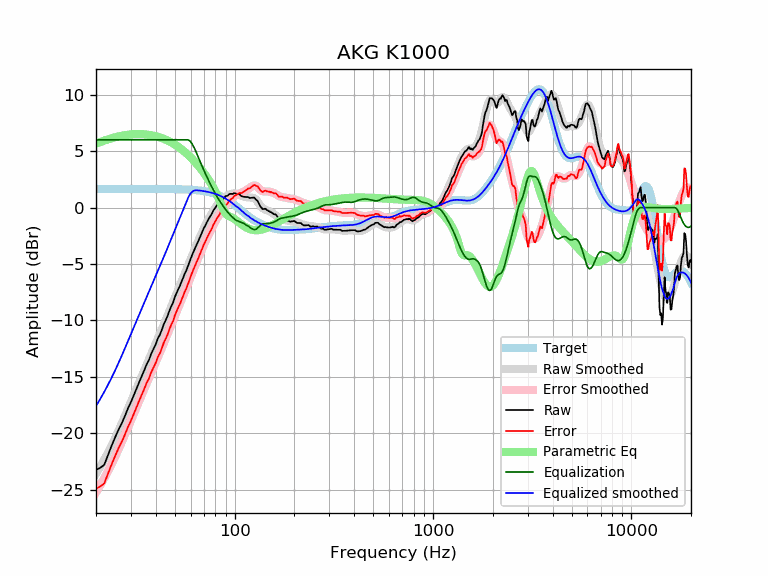 AKG K1000
10
5
0
−5
−10
−15
−20
−25
Amplitude (dBr)
Target
Raw Smoothed
Error Smoothed
Raw
Error
Parametric Eq
Equalization
Equalized smoothed
100 1000 10000
Frequency (Hz)